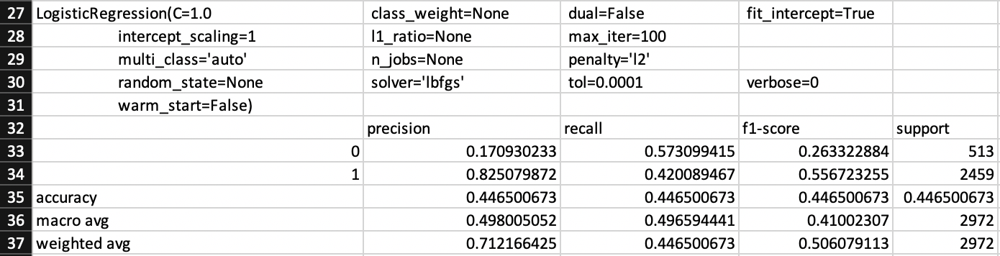 27 LogisticRegression(C=1.0 class_weight=None dual=False fit_intercept=True
28 intercept_scaling=1 l1_ratio=None max_iter=100
29 multi_class='auto' n_jobs=None penalty='l2'
30 random_state=None solver='lbfgs' tol=0.0001 verbose=0
31 warm_start=False)
32 precision recall f1-score support
33 0 0.170930233 0.573099415 0.263322884 513
34 1 0.825079872 0.420089467 0.556723255 2459
35 accuracy 0.446500673 0.446500673 0.446500673 0.446500673
36 macro avg 0.498005052 0.496594441 0.41002307 2972
37 weighted avg 0.712166425 0.446500673 0.506079113 2972